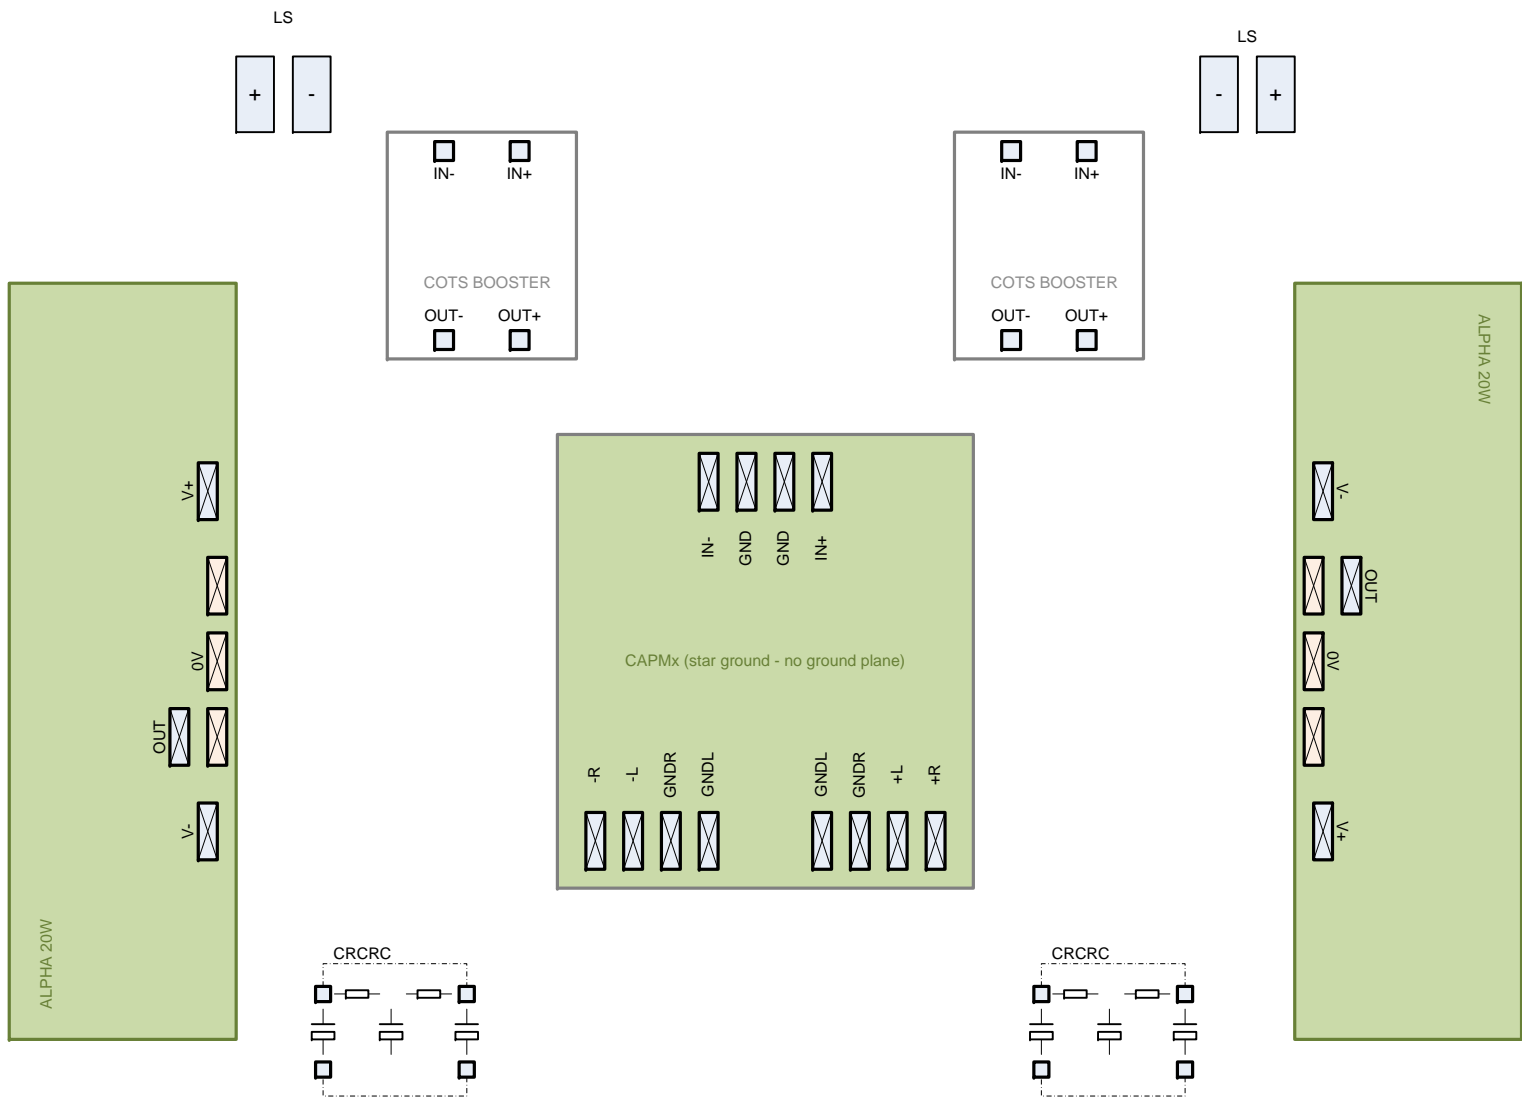 LS
LS
+
-
-
+
IN-
IN+
COTS BOOSTER
OUT-
OUT+
IN-
IN+
COTS BOOSTER
OUT-
OUT+
V+
0V
OUT
V-
ALPHA 20W
IN-
GND
GND
IN+
CAPMx (star ground - no ground plane)
-R
-L
GNDR
GNDL
GNDL
GNDR
+L
+R
ALPHA 20W
V-
OUT
0V
V+
CRCRC
CRCRC